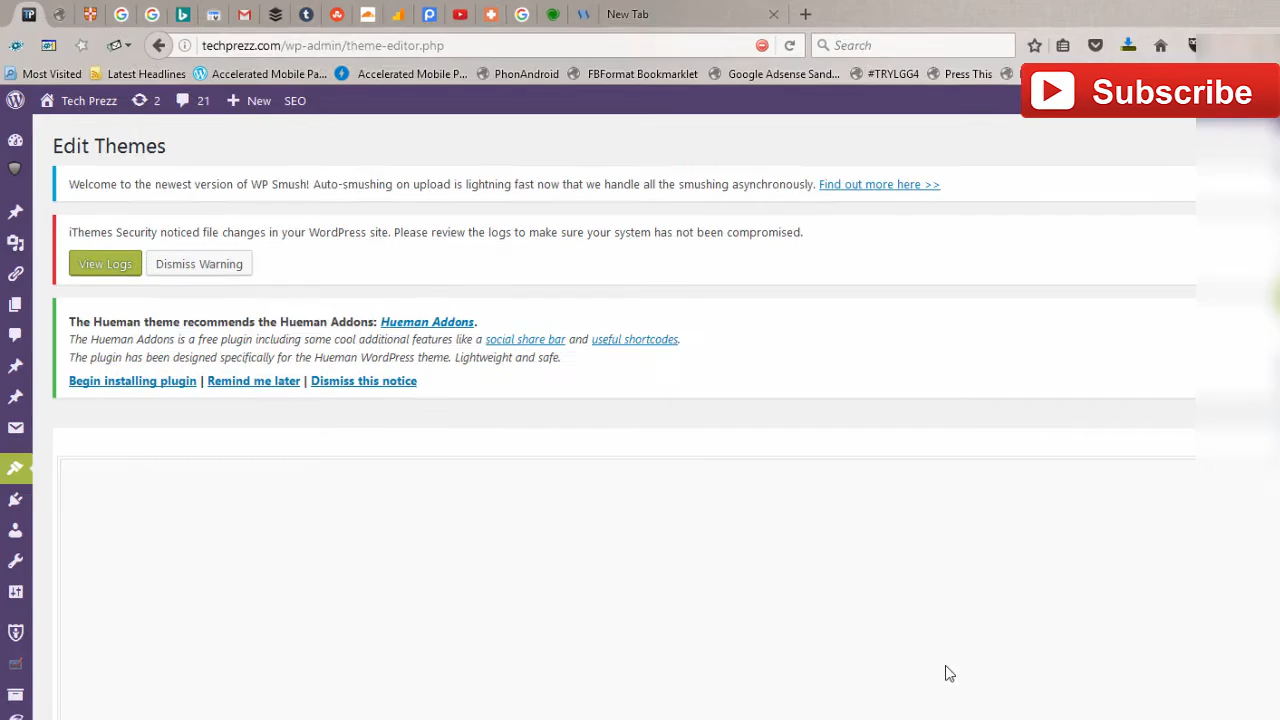 New Tab
techprezz.com/wp-admin/theme-editor.php
Search
Most Visited
Latest Headlines
Accelerated Mobile Pa...
Accelerated Mobile P...
PhonAndroid
FBFormat Bookmarklet
Google Adsense Sand...
#TRYLGG4
Press This
Subscribe
Tech Prezz
2
21
New
SEO
Edit Themes
Welcome to the newest version of WP Smush! Auto-smushing on upload is lightning fast now that we handle all the smushing asynchronously. Find out more here >>
iThemes Security noticed file changes in your WordPress site. Please review the logs to make sure your system has not been compromised.
View Logs
Dismiss Warning
The Hueman theme recommends the Hueman Addons: Hueman Addons.
The Hueman Addons is a free plugin including some cool additional features like a social share bar and useful shortcodes.
The plugin has been designed specifically for the Hueman WordPress theme. Lightweight and safe.
Begin installing plugin | Remind me later | Dismiss this notice